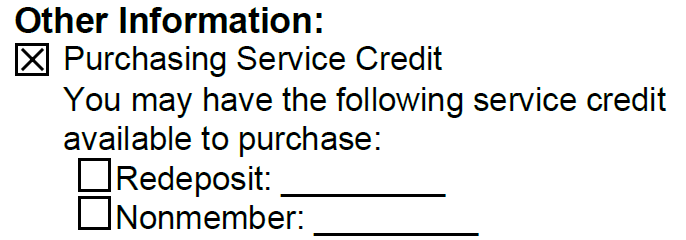 Other Information:
☒ Purchasing Service Credit
You may have the following service credit
available to purchase:
☐ Redeposit: _________
☐ Nonmember: _________